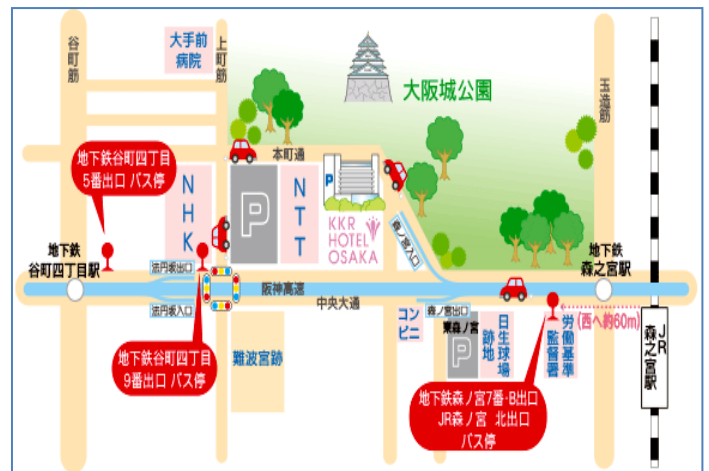 谷町筋
大手前
病院
上町筋
大阪城公園
玉造筋
本町通
地下鉄谷町四丁目
5番出口 バス停
NHK
P
NTT
P
KKR
HOTEL
OSAKA
森ノ宮入口
地下鉄
谷町四丁目駅
法円坂出口
地下鉄
森之宮駅
阪神高速
中央大通
法円坂入口
コンビニ
森ノ宮出口
東森ノ宮
P
日生球場
跡地
労働基準
監督署
(西へ約60m)
JR
森之宮駅
地下鉄谷町四丁目
9番出口 バス停
難波宮跡
地下鉄森ノ宮7番-B出口
JR森ノ宮 北出口
バス停